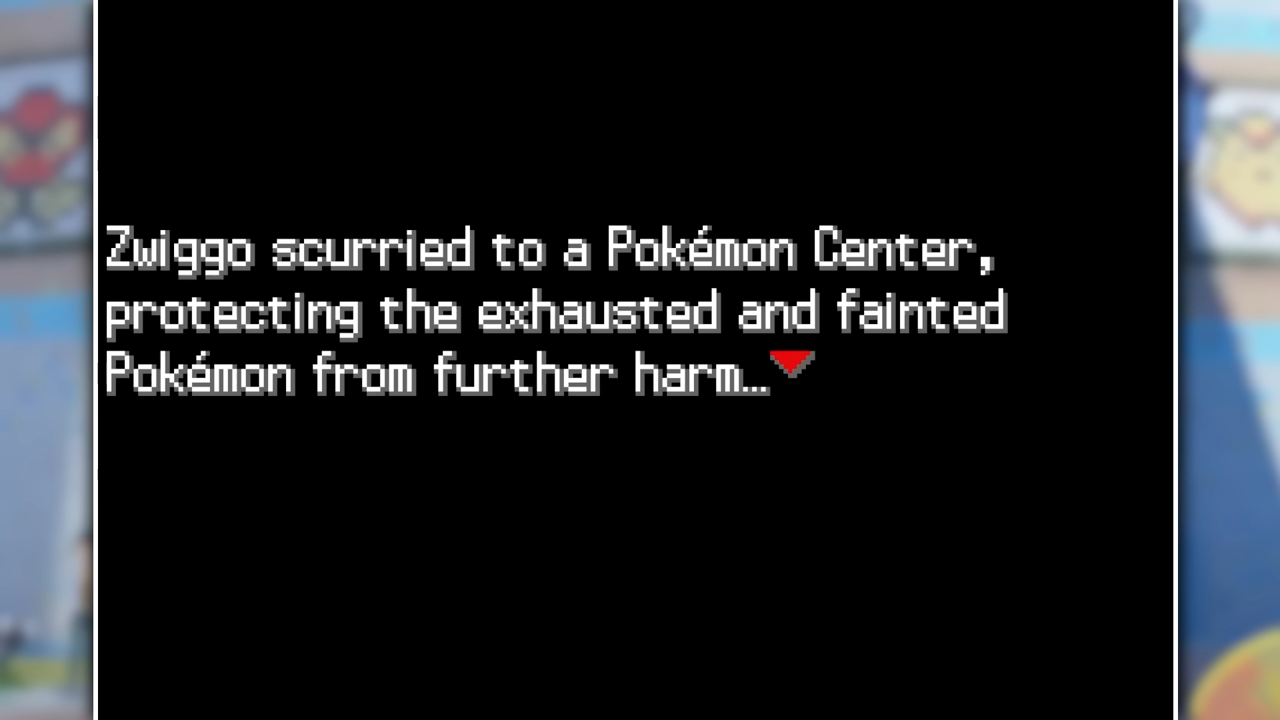 Zwiggo scurried to a Pokémon Center,
protecting the exhausted and fainted
Pokémon from further harm…